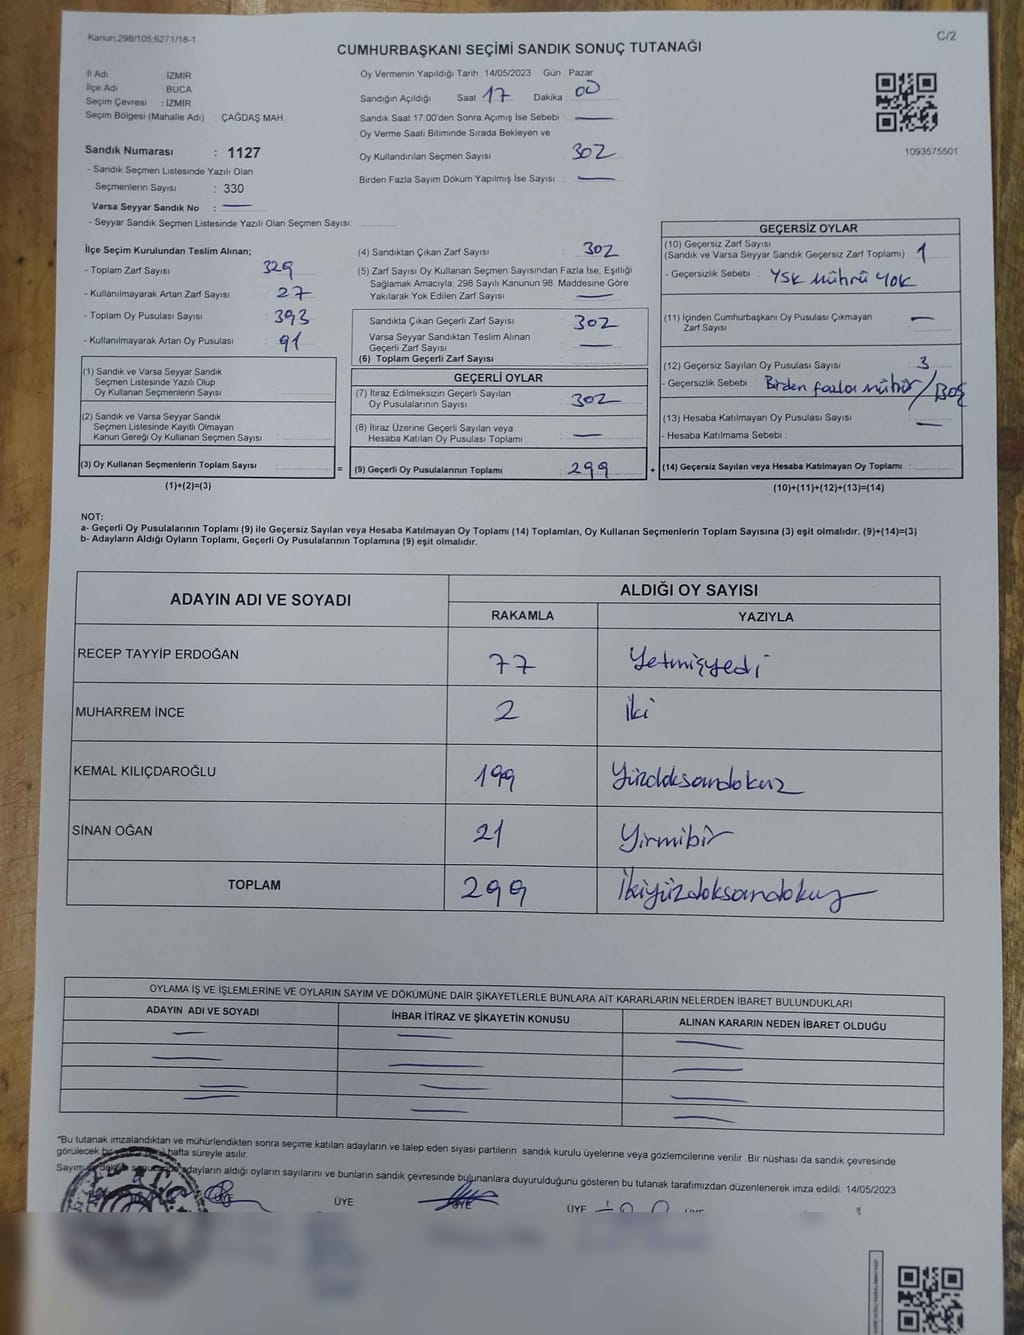 Kanun;298/105;6271/18-1
C/2
CUMHURBAŞKANI SEÇİMİ SANDIK SONUÇ TUTANAĞI
İl Adı İZMİR
İlçe Adı BUCA
Seçim Çevresi : İZMİR
Seçim Bölgesi (Mahalle Adı) : ÇAĞDAŞ MAH.
Sandık Numarası : 1127
- Sandık Seçmen Listesinde Yazılı Olan
Seçmenlerin Sayısı : 330
Varsa Seyyar Sandık No : —
- Seyyar Sandık Seçmen Listesinde Yazılı Olan Seçmen Sayısı:
Oy Vermenin Yapıldığı Tarih :14/05/2023 Gün : Pazar
Sandığın Açıldığı Saat 17 Dakika : 00
Sandık Saat 17:00'den Sonra Açımış İse Sebebi : —
Oy Verme Saati Bitiminde Sırada Bekleyen ve
Oy Kullandırılan Seçmen Sayısı : 302
Birden Fazla Sayım Döküm Yapılmış İse Sayısı : —
1093575501
İlçe Seçim Kurulundan Teslim Alınan;
- Toplam Zarf Sayısı : 329
- Kullanılmayarak Artan Zarf Sayısı : 27
- Toplam Oy Pusulası Sayısı : 393
- Kullanılmayarak Artan Oy Pusulası : 91
(1) Sandık ve Varsa Seyyar Sandık
Seçmen Listesinde Yazılı Olup
Oy Kullanan Seçmenlerin Sayısı :
(2) Sandık ve Varsa Seyyar Sandık
Seçmen Listesinde Kayıtlı Olmayan
Kanun Gereği Oy Kullanan Seçmen Sayısı :
(3) Oy Kullanan Seçmenlerin Toplam Sayısı :
(1)+(2)=(3)
=
(4) Sandıktan Çıkan Zarf Sayısı : 302
(5) Zarf Sayısı Oy Kullanan Seçmen Sayısından Fazla İse, Eşitliği
Sağlamak Amacıyla, 298 Sayılı Kanunun 98. Maddesine Göre
Yakılarak Yok Edilen Zarf Sayısı : —
Sandıkta Çıkan Geçerli Zarf Sayısı : 302
Varsa Seyyar Sandıktan Teslim Alınan
Geçerli Zarf Sayısı : —
(6) Toplam Geçerli Zarf Sayısı :
GEÇERLİ OYLAR
(7) İtiraz Edilmeksizin Geçerli Sayılan
Oy Pusulalarının Sayısı : 302
(8) İtiraz Üzerine Geçerli Sayılan veya
Hesaba Katılan Oy Pusulası Toplamı : —
(9) Geçerli Oy Pusulalarının Toplamı : 299
+
GEÇERSİZ OYLAR
(10) Geçersiz Zarf Sayısı
(Sandık ve Varsa Seyyar Sandık Geçersiz Zarf Toplamı) : 1
- Geçersizlik Sebebi : YSK Mührü YOK
(11) İçinden Cumhurbaşkanı Oy Pusulası Çıkmayan
Zarf Sayısı : —
(12) Geçersiz Sayılan Oy Pusulası Sayısı : 3
- Geçersizlik Sebebi : Birden fazla mühür / Boş
(13) Hesaba Katılmayan Oy Pusulası Sayısı : —
- Hesaba Katılmama Sebebi :
(14) Geçersiz Sayılan veya Hesaba Katılmayan Oy Toplamı :
(10)+(11)+(12)+(13)=(14)
NOT:
a- Geçerli Oy Pusulalarının Toplamı (9) ile Geçersiz Sayılan veya Hesaba Katılmayan Oy Toplamı (14) Toplamları, Oy Kullanan Seçmenlerin Toplam Sayısına (3) eşit olmalıdır. (9)+(14)=(3)
b- Adayların Aldığı Oyların Toplamı, Geçerli Oy Pusulalarının Toplamına (9) eşit olmalıdır.
ADAYIN ADI VE SOYADI
ALDIĞI OY SAYISI
RAKAMLA YAZIYLA
RECEP TAYYİP ERDOĞAN 77 Yetmişyedi
MUHARREM İNCE 2 İki
KEMAL KILIÇDAROĞLU 199 Yüzdoksandokuz
SİNAN OĞAN 21 Yirmibir
TOPLAM 299 İkiyüzdoksandokuz
OYLAMA İŞ VE İŞLEMLERİNE VE OYLARIN SAYIM VE DÖKÜMÜNE DAİR ŞİKAYETLERLE BUNLARA AİT KARARLARIN NELERDEN İBARET BULUNDUKLARI
ADAYIN ADI VE SOYADI İHBAR İTİRAZ VE ŞİKAYETİN KONUSU ALINAN KARARIN NEDEN İBARET OLDUĞU
*Bu tutanak imzalandıktan ve mühürlendikten sonra seçime katılan adayların ve talep eden siyasi partilerin sandık kurulu üyelerine veya gözlemcilerine verilir. Bir nüshası da sandık çevresinde
görülecek bir hafta süreyle asılır.
Sayım adayların aldığı oyların sayılarını ve bunların sandık çevresinde bulunanlara duyurulduğunu gösteren bu tutanak tarafımızdan düzenlenerek imza edildi. 14/05/2023
ÜYE ÜYE ÜYE